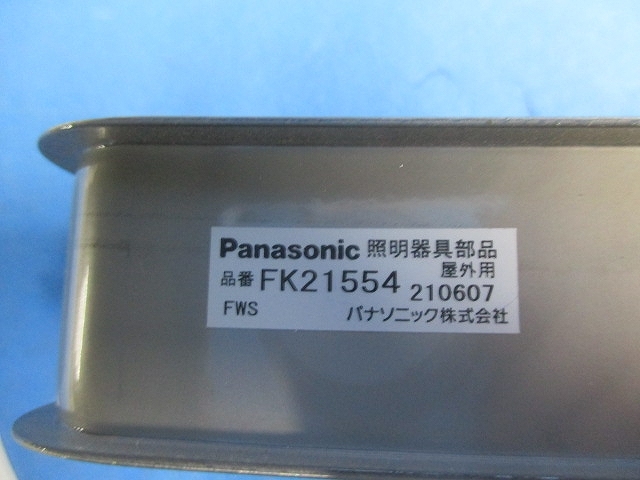 Panasonic 照明器具部品
屋外用
品番 FK21554 210607
FWS パナソニック株式会社